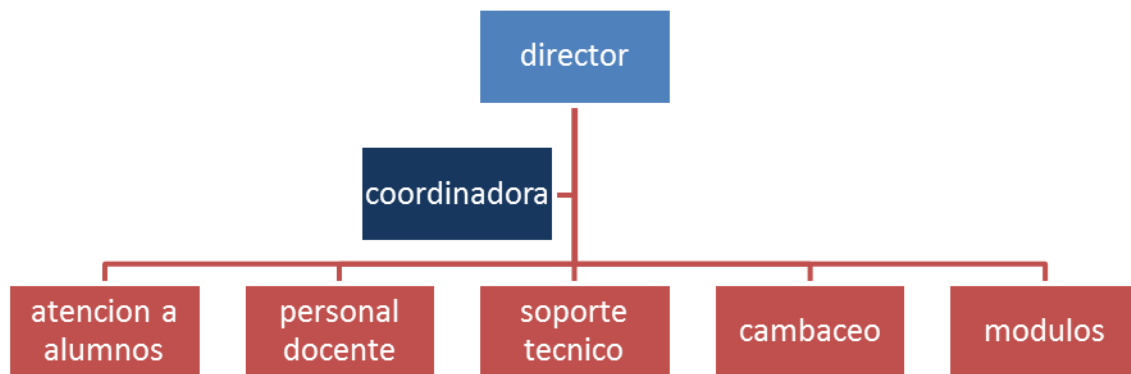 director
coordinadora
atencion a
alumnos
personal
docente
soporte
tecnico
cambaceo
modulos